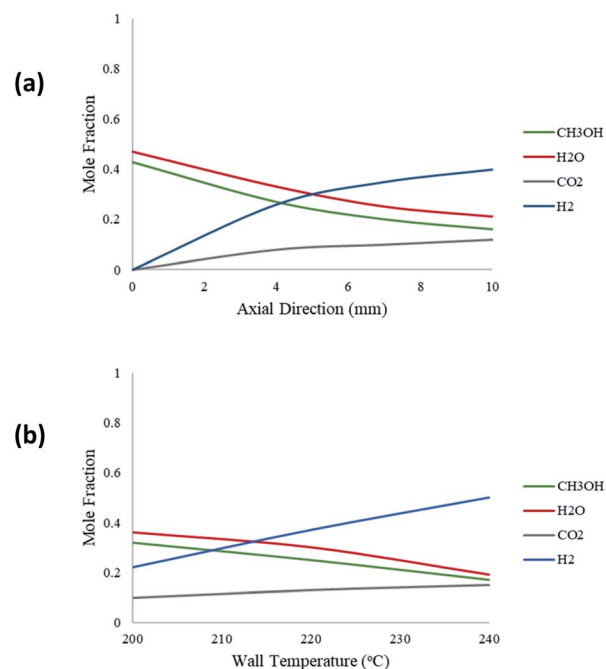 (a)
Mole Fraction
1
0.8
0.6
0.4
0.2
0
0 2 4 6 8 10
Axial Direction (mm)
CH3OH
H2O
CO2
H2
(b)
Mole Fraction
1
0.8
0.6
0.4
0.2
0
200 210 220 230 240
Wall Temperature (ºC)
CH3OH
H2O
CO2
H2